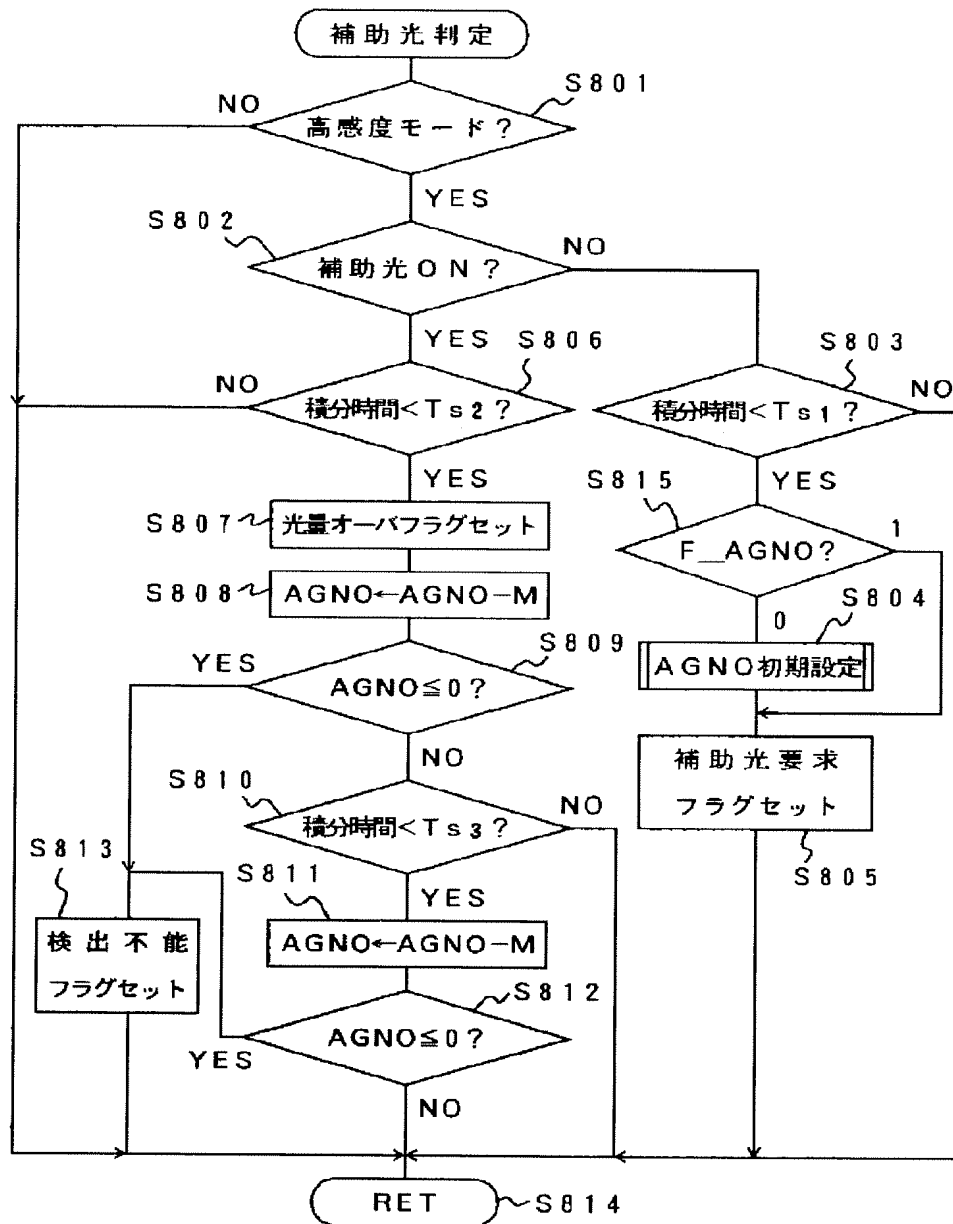 補助光判定
S801
NO
高感度モード?
YES
S802
NO
補助光ON?
YES
S806
S803
NO
NO
積分時間<Ts2?
積分時間<Ts1?
YES
YES
S815
S807
光量オーバフラグセット
F__AGNO?
1
S808
AGNO←AGNO-M
S804
0
S809
YES
AGNO初期設定
AGNO≦0?
NO
補助光要求
フラグセット
S810
NO
積分時間<Ts3?
S813
S811
S805
YES
検出不能
フラグセット
AGNO←AGNO-M
S812
AGNO≦0?
YES
NO
RET
S814